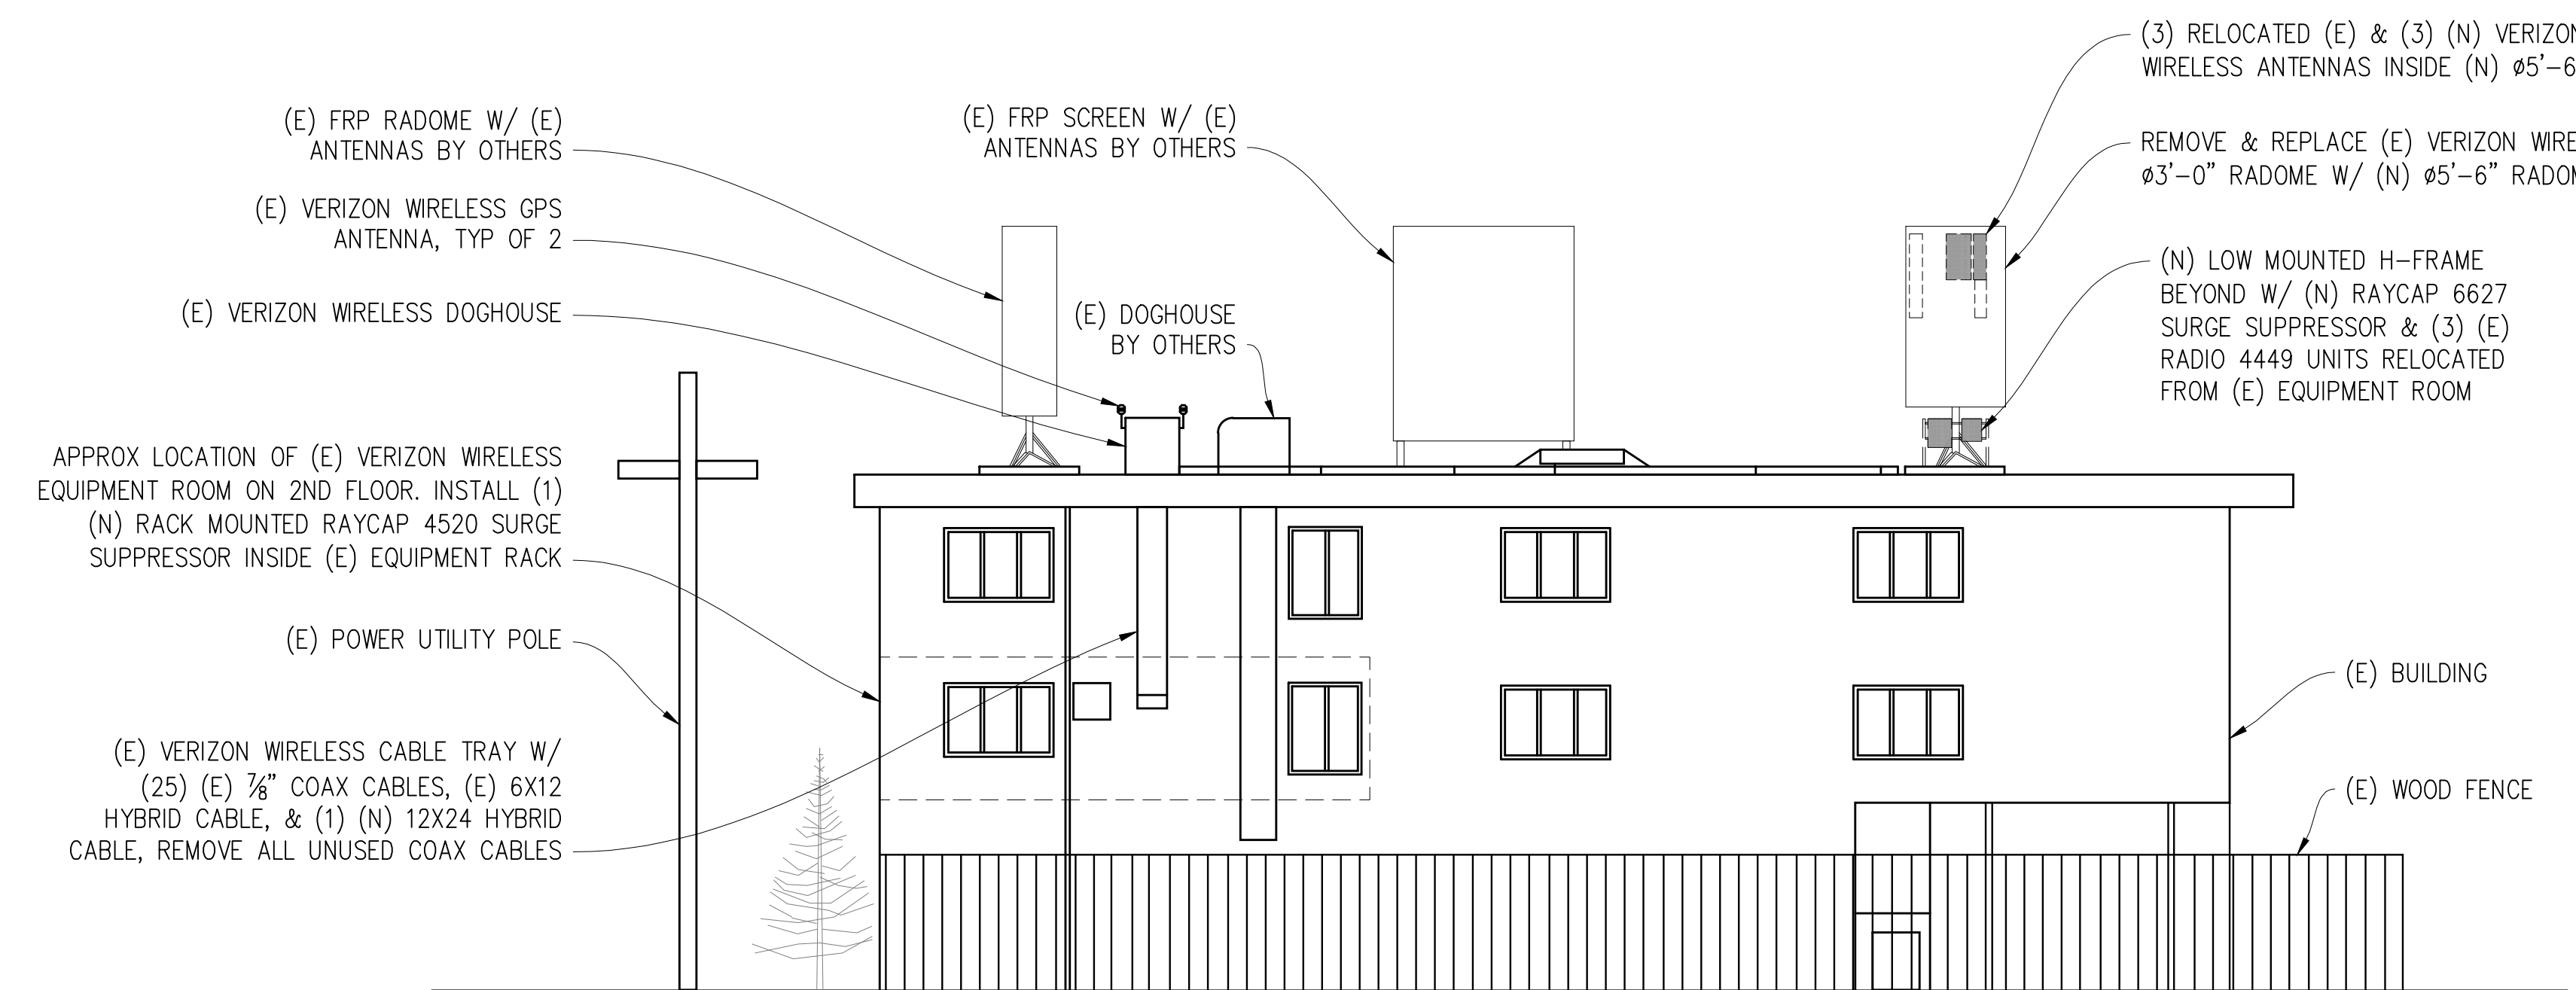 (3) RELOCATED (E) & (3) (N) VERIZON
WIRELESS ANTENNAS INSIDE (N) ø5'-6
REMOVE & REPLACE (E) VERIZON WIRE
ø3'-0" RADOME W/ (N) ø5'-6" RADOM
(N) LOW MOUNTED H-FRAME
BEYOND W/ (N) RAYCAP 6627
SURGE SUPPRESSOR & (3) (E)
RADIO 4449 UNITS RELOCATED
FROM (E) EQUIPMENT ROOM
(E) FRP RADOME W/ (E)
ANTENNAS BY OTHERS
(E) FRP SCREEN W/ (E)
ANTENNAS BY OTHERS
(E) VERIZON WIRELESS GPS
ANTENNA, TYP OF 2
(E) VERIZON WIRELESS DOGHOUSE
(E) DOGHOUSE
BY OTHERS
APPROX LOCATION OF (E) VERIZON WIRELESS
EQUIPMENT ROOM ON 2ND FLOOR. INSTALL (1)
(N) RACK MOUNTED RAYCAP 4520 SURGE
SUPPRESSOR INSIDE (E) EQUIPMENT RACK
(E) POWER UTILITY POLE
(E) VERIZON WIRELESS CABLE TRAY W/
(25) (E) ⅞" COAX CABLES, (E) 6X12
HYBRID CABLE, & (1) (N) 12X24 HYBRID
CABLE, REMOVE ALL UNUSED COAX CABLES
(E) BUILDING
(E) WOOD FENCE